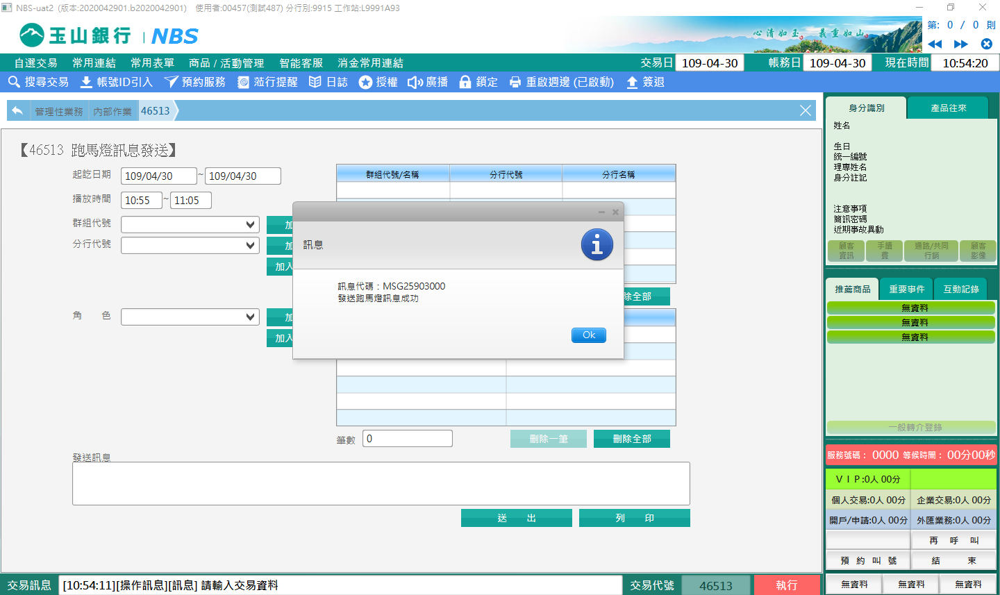 NBS-uat2 (版本:2020042901.b2020042901) 使用者:00457(測試487) 分行別:9915 工作站:L9991A93
玉山銀行 | NBS
心清如玉。義重如山。
第: 0 / 0 則
自選交易 常用連結 常用表單 商品 / 活動管理 智能客服 消金常用連結
交易日 109-04-30 帳務日 109-04-30 現在時間 10:54:20
搜尋交易 帳號ID引入 預約服務 蒞行提醒 日誌 授權 廣播 鎖定 重啟週邊 (已啟動) 簽退
管理性業務 內部作業 46513
【46513 跑馬燈訊息發送】
起訖日期 109/04/30 ~ 109/04/30
播放時間 10:55 ~ 11:05
群組代號
分行代號
加
加
加入
群組代號/名稱 分行代號 分行名稱
除全部
角 色
加
加入
訊息
訊息代碼：MSG25903000
發送跑馬燈訊息成功
Ok
筆數 0
刪除一筆 刪除全部
發送訊息
送 出 列 印
身分識別 產品往來
姓名
生日
統一編號
理專姓名
身分註記
注意事項
簡訊密碼
近期事故異動
顧客資訊 手續費 通路/共同行銷 顧客影像
推薦商品 重要事件 互動記錄
無資料
無資料
無資料
一般轉介登錄
服務號碼： 0000 等候時間： 00分00秒
ＶＩＰ:0人 00分
個人交易:0人 00分 企業交易:0人 00分
開戶/申請:0人 00分 外匯業務:0人 00分
再 呼 叫
預 約 叫 號 結 束
無資料 無資料 無資料
交易訊息 [10:54:11][操作訊息][訊息] 請輸入交易資料 交易代號 46513 執行